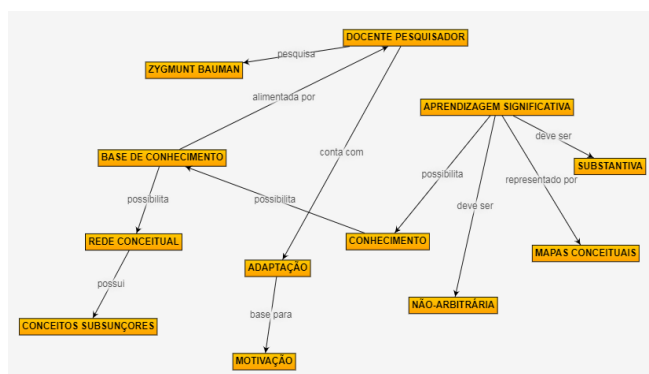 DOCENTE PESQUISADOR
pesquisa
ZYGMUNT BAUMAN
alimentada por
APRENDIZAGEM SIGNIFICATIVA
deve ser
BASE DE CONHECIMENTO
conta com
SUBSTANTIVA
possibilita
representado por
possibilita
possibilita
deve ser
REDE CONCEITUAL
CONHECIMENTO
MAPAS CONCEITUAIS
ADAPTAÇÃO
possui
NÃO-ARBITRÁRIA
base para
CONCEITOS SUBSUNÇORES
MOTIVAÇÃO